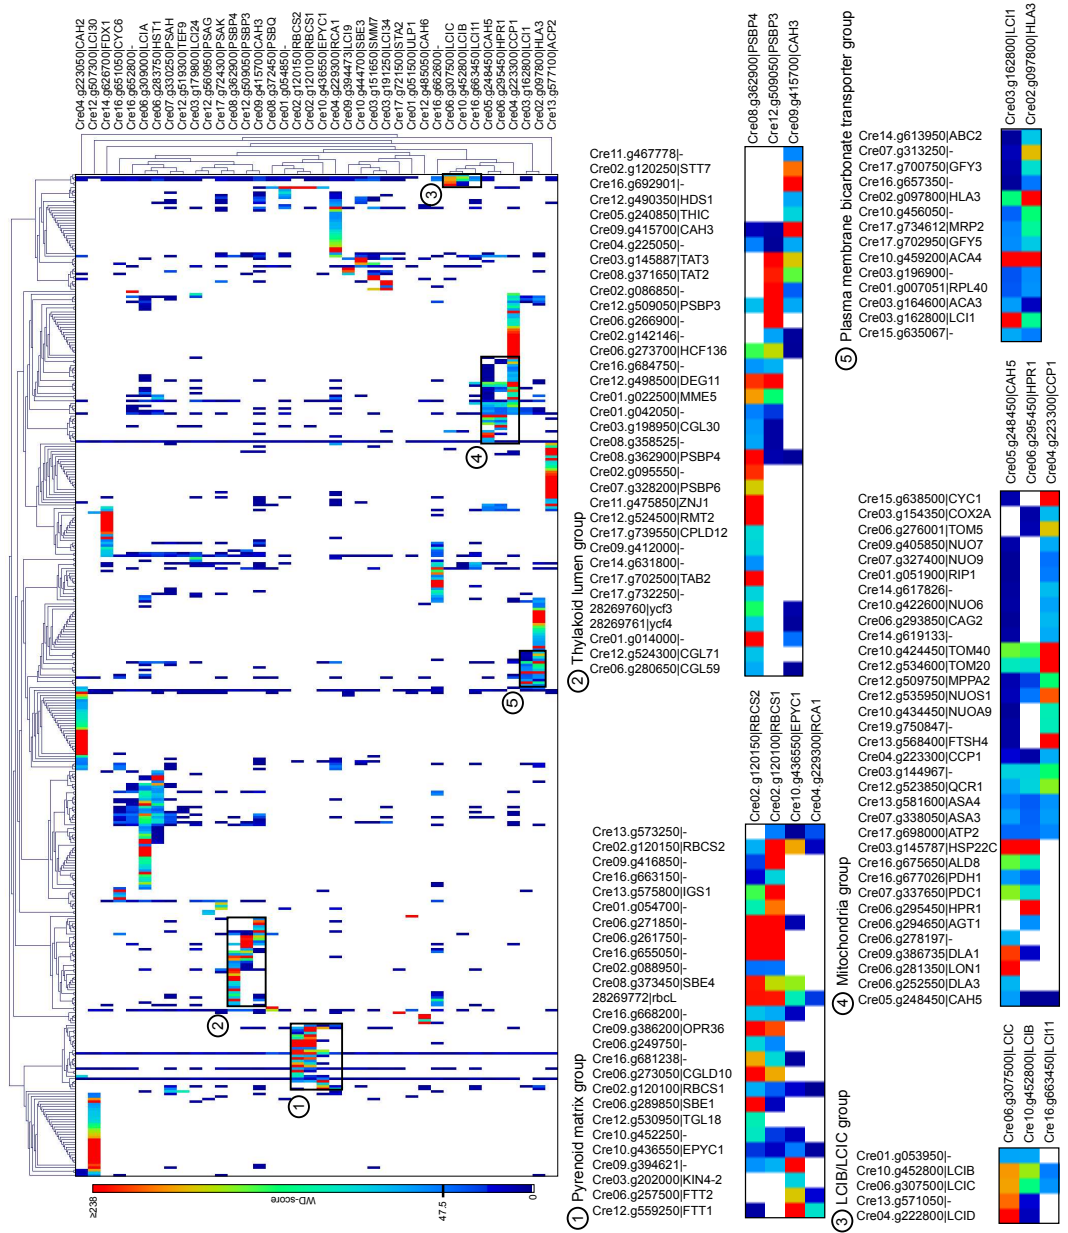 Cre04.g223050|CAH2
Cre12.g507300|LCI30
Cre14.g626700|FDX1
Cre16.g651050|CYC6
Cre16.g652800|-
Cre06.g309000|LCIA
Cre06.g283750|HST1
Cre07.g330250|PSAH
Cre12.g519300|TEF9
Cre03.g179800|LCI24
Cre12.g560950|PSAG
Cre17.g724300|PSAK
Cre08.g362900|PSBP4
Cre12.g509050|PSBP3
Cre09.g415700|CAH3
Cre08.g372450|PSBQ
Cre01.g054850|-
Cre02.g120150|RBCS2
Cre02.g120100|RBCS1
Cre10.g436550|EPYC1
Cre04.g229300|RCA1
Cre09.g394473|LCI9
Cre10.g444700|SBE3
Cre03.g151650|SMM7
Cre03.g191250|LCI34
Cre17.g721500|STA2
Cre01.g051500|ULP1
Cre12.g485050|CAH6
Cre16.g662600|-
Cre06.g307500|LCIC
Cre10.g452800|LCIB
Cre16.g663450|LCI11
Cre05.g248450|CAH5
Cre06.g295450|HPR1
Cre04.g223300|CCP1
Cre03.g162800|LCI1
Cre02.g097800|HLA3
Cre13.g577100|ACP2
≥238
WD-score
47.5
0
1
2
3
4
5
1 Pyrenoid matrix group
Cre13.g573250|-
Cre02.g120150|RBCS2
Cre09.g416850|-
Cre16.g663150|-
Cre13.g575800|IGS1
Cre01.g054700|-
Cre06.g271850|-
Cre06.g261750|-
Cre16.g655050|-
Cre02.g088950|-
Cre08.g373450|SBE4
28269772|rbcL
Cre16.g668200|-
Cre09.g386200|OPR36
Cre06.g249750|-
Cre16.g681238|-
Cre06.g273050|CGLD10
Cre02.g120100|RBCS1
Cre06.g289850|SBE1
Cre12.g530950|TGL18
Cre10.g452250|-
Cre10.g436550|EPYC1
Cre09.g394621|-
Cre03.g202000|KIN4-2
Cre06.g257500|FTT2
Cre12.g559250|FTT1
Cre02.g120150|RBCS2
Cre02.g120100|RBCS1
Cre10.g436550|EPYC1
Cre04.g229300|RCA1
2 Thylakoid lumen group
Cre11.g467778|-
Cre02.g120250|STT7
Cre16.g692901|-
Cre12.g490350|HDS1
Cre05.g240850|THIC
Cre09.g415700|CAH3
Cre04.g225050|-
Cre03.g145887|TAT3
Cre08.g371650|TAT2
Cre02.g086850|-
Cre12.g509050|PSBP3
Cre06.g266900|-
Cre02.g142146|-
Cre06.g273700|HCF136
Cre16.g684750|-
Cre12.g498500|DEG11
Cre01.g022500|MME5
Cre01.g042050|-
Cre03.g198950|CGL30
Cre08.g358525|-
Cre08.g362900|PSBP4
Cre02.g095550|-
Cre07.g328200|PSBP6
Cre11.g475850|ZNJ1
Cre12.g524500|RMT2
Cre17.g739550|CPLD12
Cre09.g412000|-
Cre14.g631800|-
Cre17.g702500|TAB2
Cre17.g732250|-
28269760|ycf3
28269761|ycf4
Cre01.g014000|-
Cre12.g524300|CGL71
Cre06.g280650|CGL59
Cre08.g362900|PSBP4
Cre12.g509050|PSBP3
Cre09.g415700|CAH3
3 LCIB/LCIC group
Cre01.g053950|-
Cre10.g452800|LCIB
Cre06.g307500|LCIC
Cre13.g571050|-
Cre04.g222800|LCID
Cre06.g307500|LCIC
Cre10.g452800|LCIB
Cre16.g663450|LCI11
4 Mitochondria group
Cre15.g638500|CYC1
Cre03.g154350|COX2A
Cre06.g276001|TOM5
Cre09.g405850|NUO7
Cre07.g327400|NUO9
Cre01.g051900|RIP1
Cre14.g617826|-
Cre10.g422600|NUO6
Cre06.g293850|CAG2
Cre14.g619133|-
Cre10.g424450|TOM40
Cre12.g534600|TOM20
Cre12.g509750|MPPA2
Cre12.g535950|NUOS1
Cre10.g434450|NUOA9
Cre19.g750847|-
Cre13.g568400|FTSH4
Cre04.g223300|CCP1
Cre03.g144967|-
Cre12.g523850|QCR1
Cre13.g581600|ASA4
Cre07.g338050|ASA3
Cre17.g698000|ATP2
Cre03.g145787|HSP22C
Cre16.g675650|ALD8
Cre16.g677026|PDH1
Cre07.g337650|PDC1
Cre06.g295450|HPR1
Cre06.g294650|AGT1
Cre06.g278197|-
Cre09.g386735|DLA1
Cre06.g281350|LON1
Cre06.g252550|DLA3
Cre05.g248450|CAH5
Cre05.g248450|CAH5
Cre06.g295450|HPR1
Cre04.g223300|CCP1
5 Plasma membrane bicarbonate transporter group
Cre14.g613950|ABC2
Cre07.g313250|-
Cre17.g700750|GFY3
Cre16.g657350|-
Cre02.g097800|HLA3
Cre10.g456050|-
Cre17.g734612|MRP2
Cre17.g702950|GFY5
Cre10.g459200|ACA4
Cre03.g196900|-
Cre01.g007051|RPL40
Cre03.g164600|ACA3
Cre03.g162800|LCI1
Cre15.g635067|-
Cre03.g162800|LCI1
Cre02.g097800|HLA3